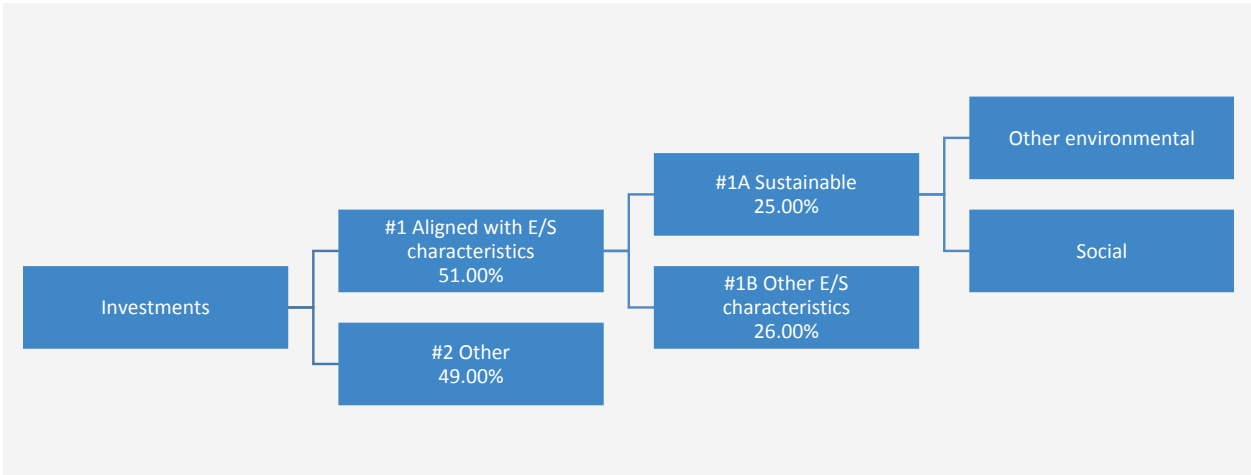 Investments
#1 Aligned with E/S
characteristics
51.00%
#2 Other
49.00%
#1A Sustainable
25.00%
#1B Other E/S
characteristics
26.00%
Other environmental
Social